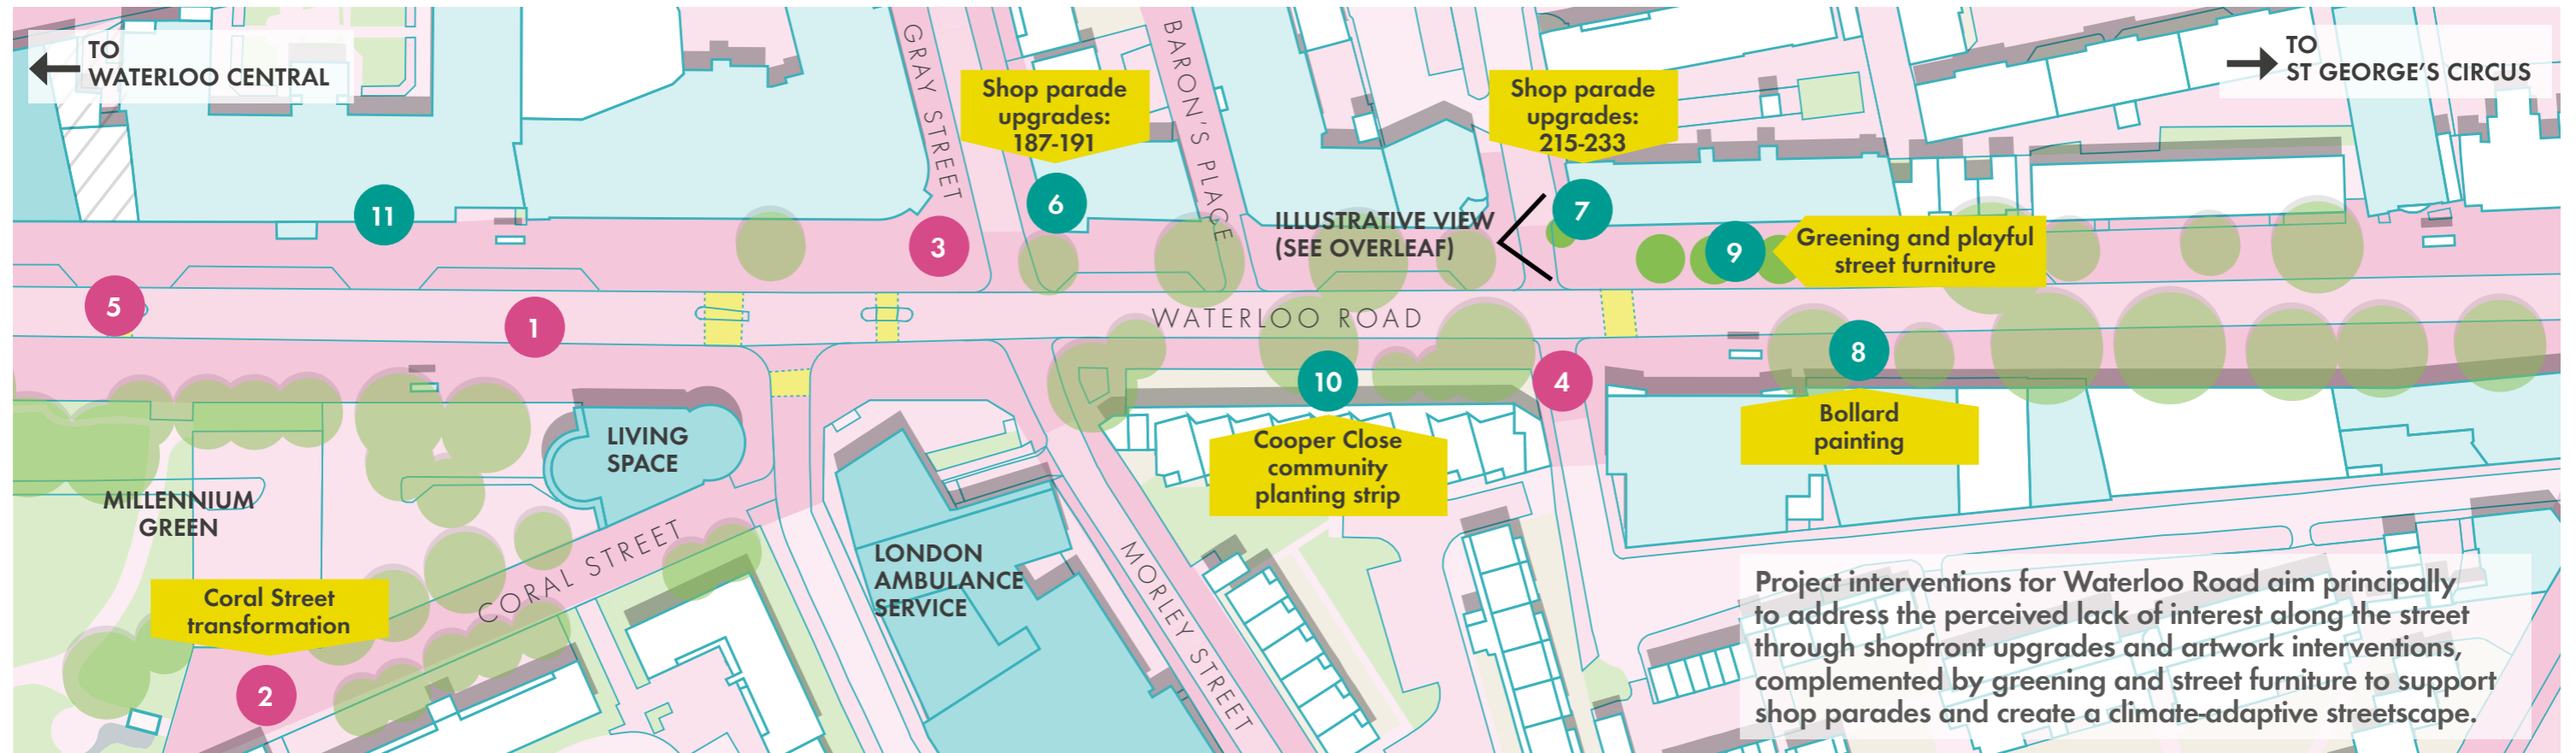 TO
WATERLOO CENTRAL
GRAY STREET
Shop parade
upgrades:
187-191
BARON'S PLACE
Shop parade
upgrades:
215-233
TO
ST GEORGE'S CIRCUS
11
3
6
ILLUSTRATIVE VIEW
(SEE OVERLEAF)
7
9
Greening and playful
street furniture
5
1
WATERLOO ROAD
10
4
8
LIVING
SPACE
Cooper Close
community
planting strip
Bollard
painting
MILLENNIUM
GREEN
CORAL STREET
LONDON
AMBULANCE
SERVICE
MORLEY STREET
Coral Street
transformation
2
Project interventions for Waterloo Road aim principally
to address the perceived lack of interest along the street
through shopfront upgrades and artwork interventions,
complemented by greening and street furniture to support
shop parades and create a climate-adaptive streetscape.